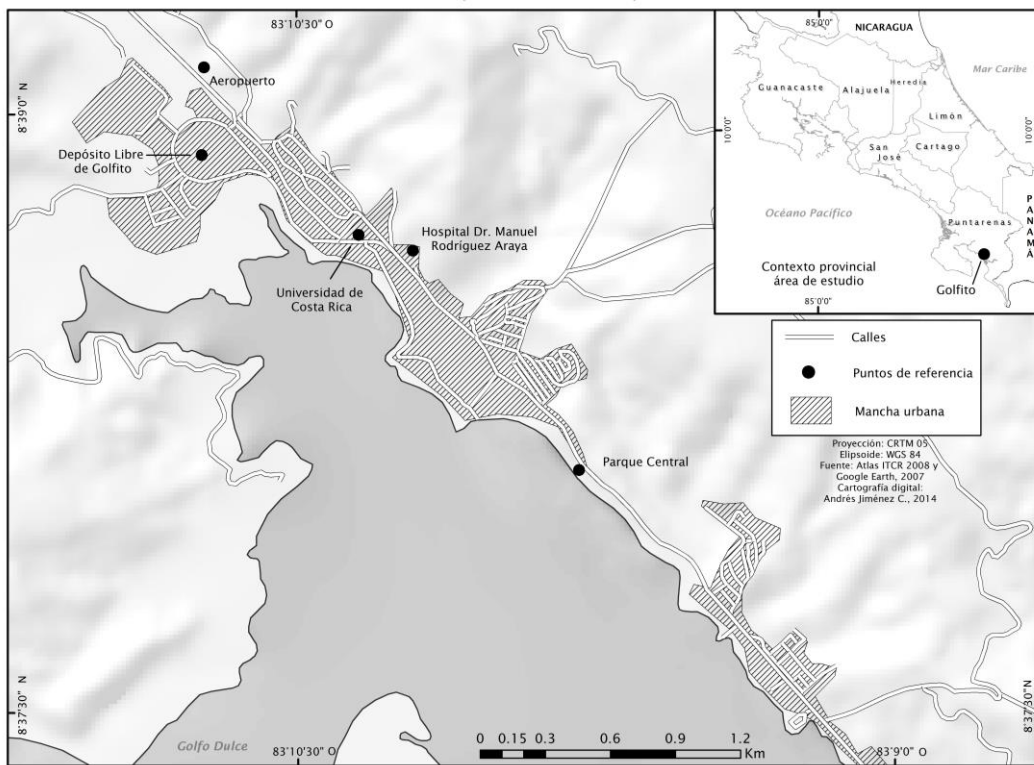 83°10'30" O
85°0'0"
NICARAGUA
Mar Caribe
Guanacaste
Alajuela
Heredia
Limón
San
José
Cartago
10°0'0"
10°0'0"
Océano Pacífico
Puntarenas
PANAMÁ
Contexto provincial
área de estudio
Golfito
85°0'0"
8°39'0" N
Aeropuerto
Depósito Libre
de Golfito
Hospital Dr. Manuel
Rodríguez Araya
Universidad de
Costa Rica
Parque Central
Calles
Puntos de referencia
Mancha urbana
Proyección: CRTM 05
Elipsoide: WGS 84
Fuente: Atlas ITCR 2008 y
Google Earth, 2007
Cartografía digital:
Andrés Jiménez C., 2014
8°37'30" N
8°37'30" N
Golfo Dulce
83°10'30" O
0 0.15 0.3 0.6 0.9 1.2
Km
83°9'0" O